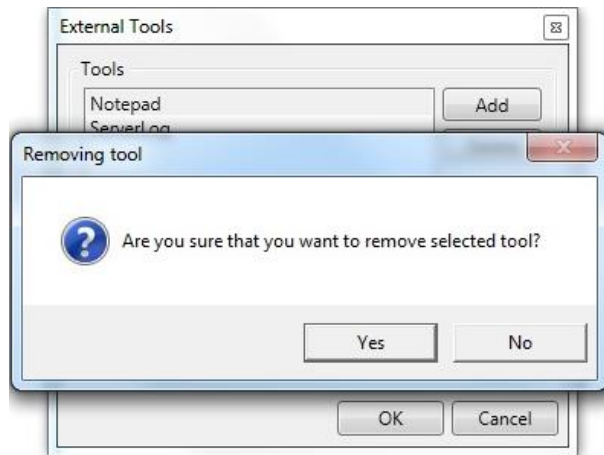 External Tools
Tools
Notepad
Add
ServerLog
Removing tool
Are you sure that you want to remove selected tool?
Yes
No
OK
Cancel